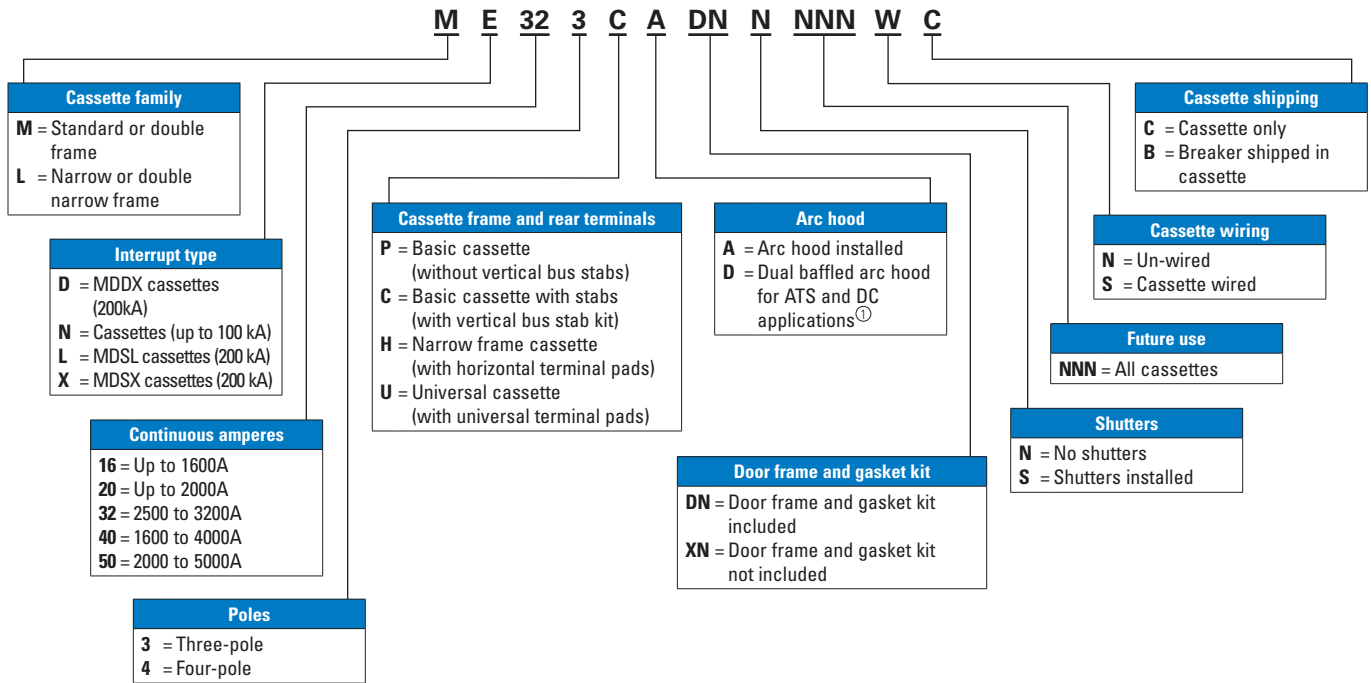 M E 32 3 C A DN N NNN W C
Cassette family
M = Standard or double
frame
L = Narrow or double
narrow frame
Interrupt type
D = MDDX cassettes
(200kA)
N = Cassettes (up to 100 kA)
L = MDSL cassettes (200 kA)
X = MDSX cassettes (200 kA)
Continuous amperes
16 = Up to 1600A
20 = Up to 2000A
32 = 2500 to 3200A
40 = 1600 to 4000A
50 = 2000 to 5000A
Poles
3 = Three-pole
4 = Four-pole
Cassette frame and rear terminals
P = Basic cassette
(without vertical bus stabs)
C = Basic cassette with stabs
(with vertical bus stab kit)
H = Narrow frame cassette
(with horizontal terminal pads)
U = Universal cassette
(with universal terminal pads)
Arc hood
A = Arc hood installed
D = Dual baffled arc hood
for ATS and DC
applications①
Door frame and gasket kit
DN = Door frame and gasket kit
included
XN = Door frame and gasket kit
not included
Shutters
N = No shutters
S = Shutters installed
Future use
NNN = All cassettes
Cassette wiring
N = Un-wired
S = Cassette wired
Cassette shipping
C = Cassette only
B = Breaker shipped in
cassette